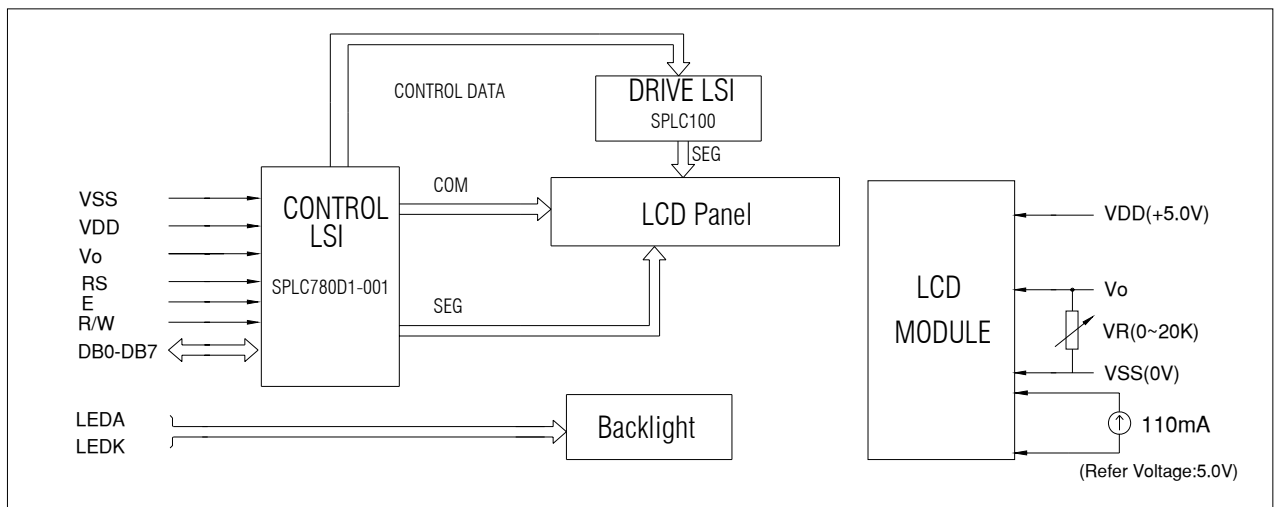 CONTROL DATA
DRIVE LSI
SPLC100
SEG
VSS
VDD
Vo
RS
E
R/W
DB0-DB7
CONTROL
LSI
SPLC780D1-001
COM
SEG
LCD Panel
LEDA
LEDK
Backlight
LCD
MODULE
VDD(+5.0V)
Vo
VR(0~20K)
VSS(0V)
110mA
(Refer Voltage:5.0V)